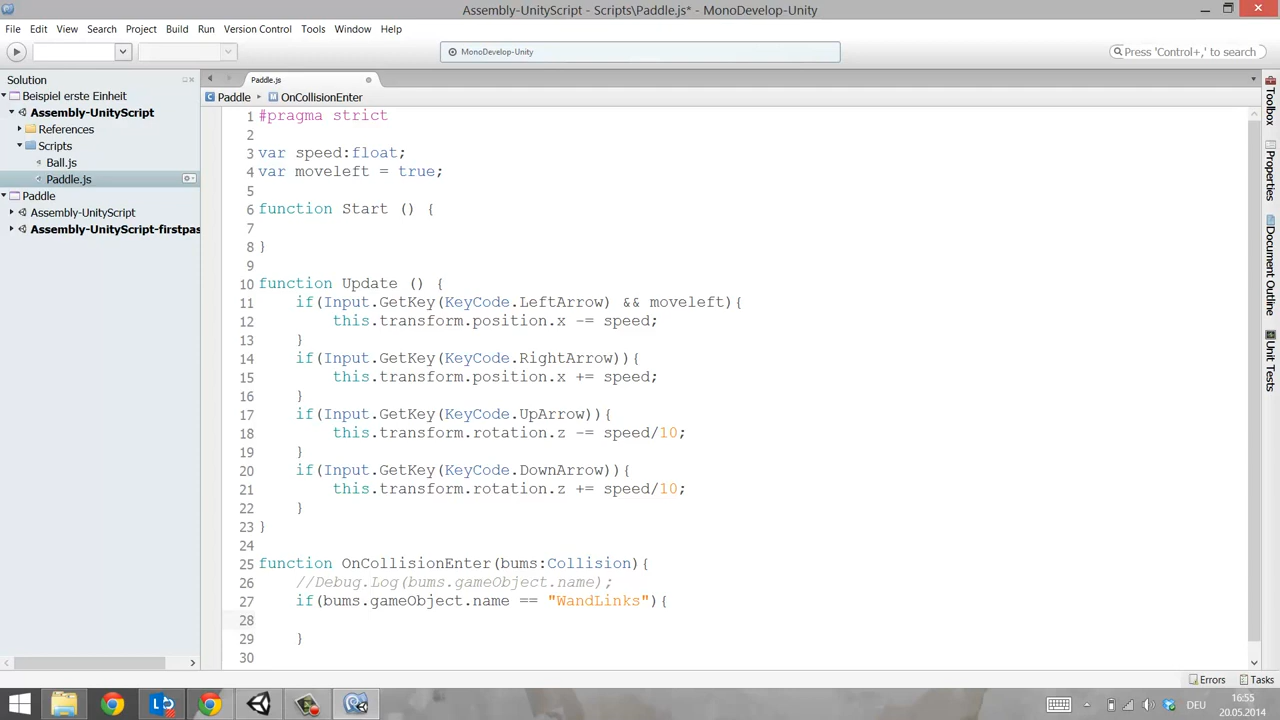 Assembly-UnityScript - Scripts\Paddle.js* - MonoDevelop-Unity
File Edit View Search Project Build Run Version Control Tools Window Help
MonoDevelop-Unity
Press 'Control+,' to search
Solution
Beispiel erste Einheit
Assembly-UnityScript
References
Scripts
Ball.js
Paddle.js
Paddle
Assembly-UnityScript
Assembly-UnityScript-firstpas
Paddle.js
Paddle OnCollisionEnter
1 #pragma strict
2
3 var speed:float;
4 var moveleft = true;
5
6 function Start () {
7
8 }
9
10 function Update () {
11 if(Input.GetKey(KeyCode.LeftArrow) && moveleft){
12 this.transform.position.x -= speed;
13 }
14 if(Input.GetKey(KeyCode.RightArrow)){
15 this.transform.position.x += speed;
16 }
17 if(Input.GetKey(KeyCode.UpArrow)){
18 this.transform.rotation.z -= speed/10;
19 }
20 if(Input.GetKey(KeyCode.DownArrow)){
21 this.transform.rotation.z += speed/10;
22 }
23 }
24
25 function OnCollisionEnter(bums:Collision){
26 //Debug.Log(bums.gameObject.name);
27 if(bums.gameObject.name == "WandLinks"){
28
29 }
30
Toolbox
Properties
Document Outline
Unit Tests
Errors Tasks
DEU
16:55
20.05.2014